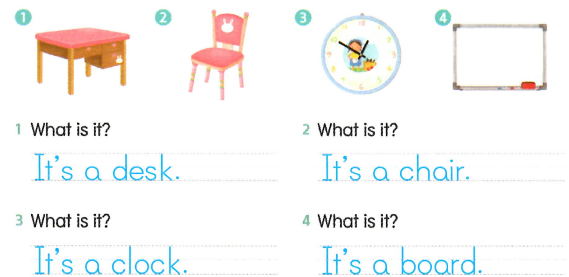 1 2 3 4
1 What is it? 2 What is it?
It's a desk. It's a chair.
3 What is it? 4 What is it?
It's a clock. It's a board.